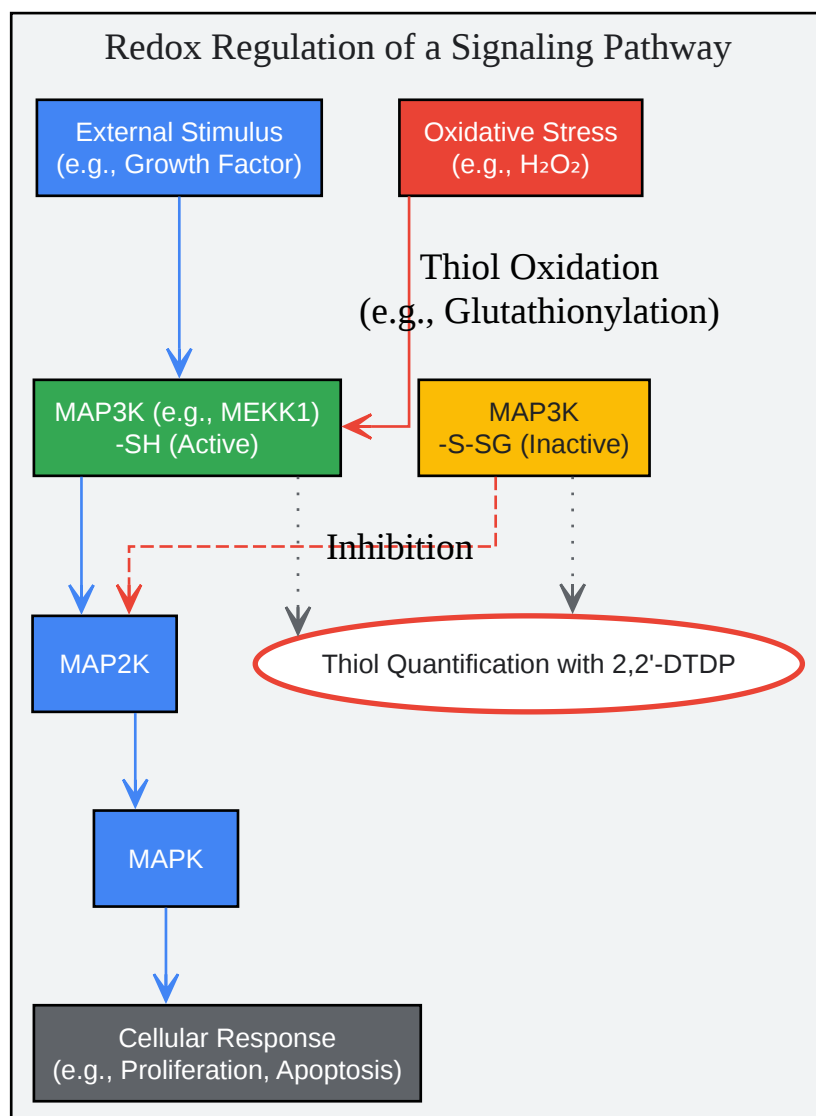 Redox Regulation of a Signaling Pathway
External Stimulus
(e.g., Growth Factor)
Oxidative Stress
(e.g., H₂O₂)
Thiol Oxidation
(e.g., Glutathionylation)
MAP3K (e.g., MEKK1)
-SH (Active)
MAP3K
-S-SG (Inactive)
Inhibition
MAP2K
Thiol Quantification with 2,2'-DTDP
MAPK
Cellular Response
(e.g., Proliferation, Apoptosis)